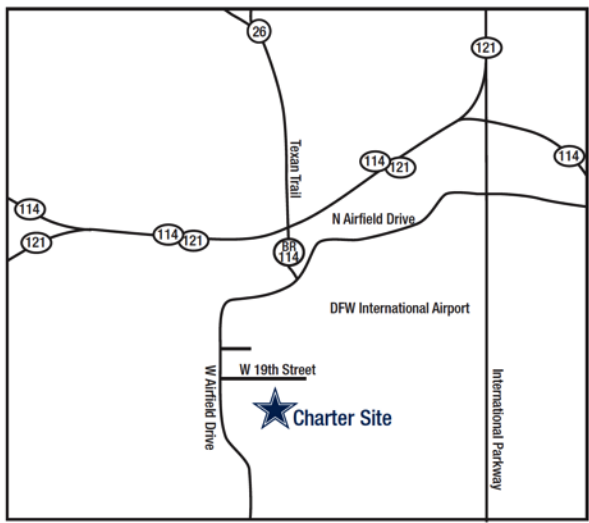 26
121
Texan Trail
114
121
114
114
N Airfield Drive
114
121
114
121
BR
114
DFW International Airport
W 19th Street
W Airfield Drive
International Parkway
Charter Site